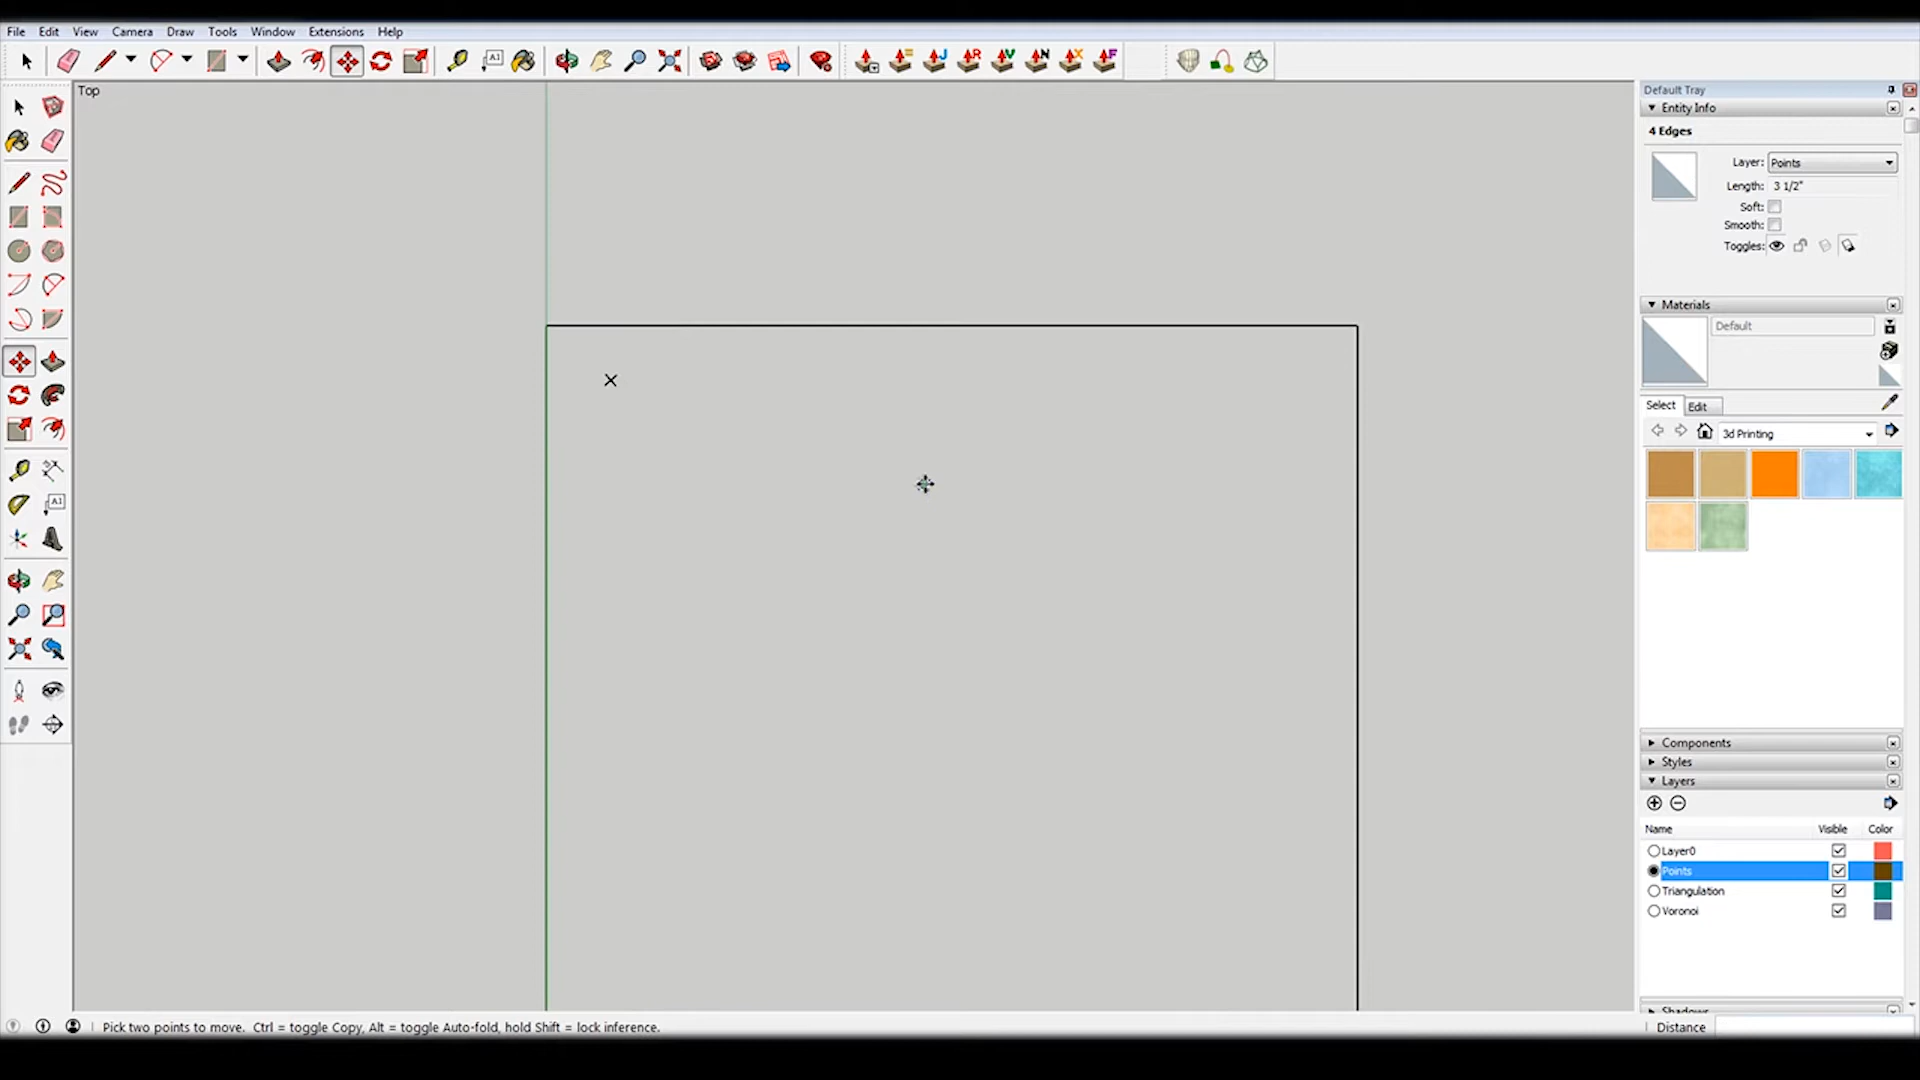 File Edit View Camera Draw Tools Window Extensions Help
A1 = J R V N X F
Top
A1
Default Tray
Entity Info
4 Edges
Layer: Points
Length: 3 1/2"
Soft:
Smooth:
Toggles:
Materials
Default
Select Edit
3d Printing
Components
Styles
Layers
Name Visible Color
Layer0
Points
Triangulation
Voronoi
Shadows
Pick two points to move. Ctrl = toggle Copy, Alt = toggle Auto-fold, hold Shift = lock inference.
Distance